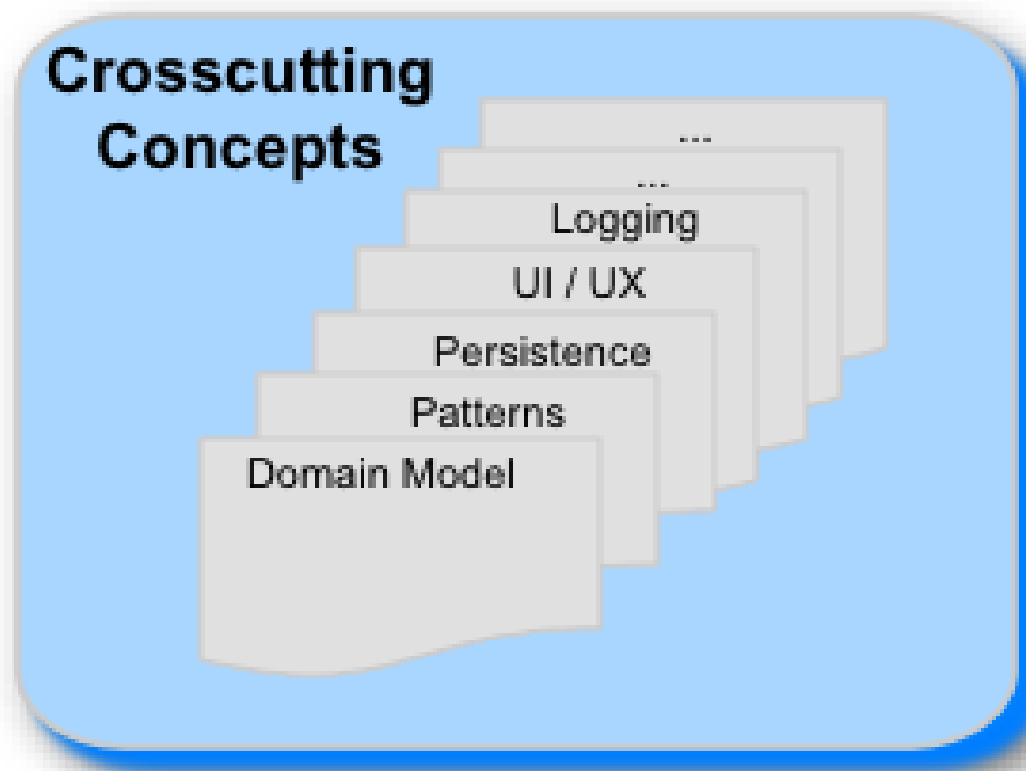 Crosscutting
Concepts
...
...
Logging
UI / UX
Persistence
Patterns
Domain Model